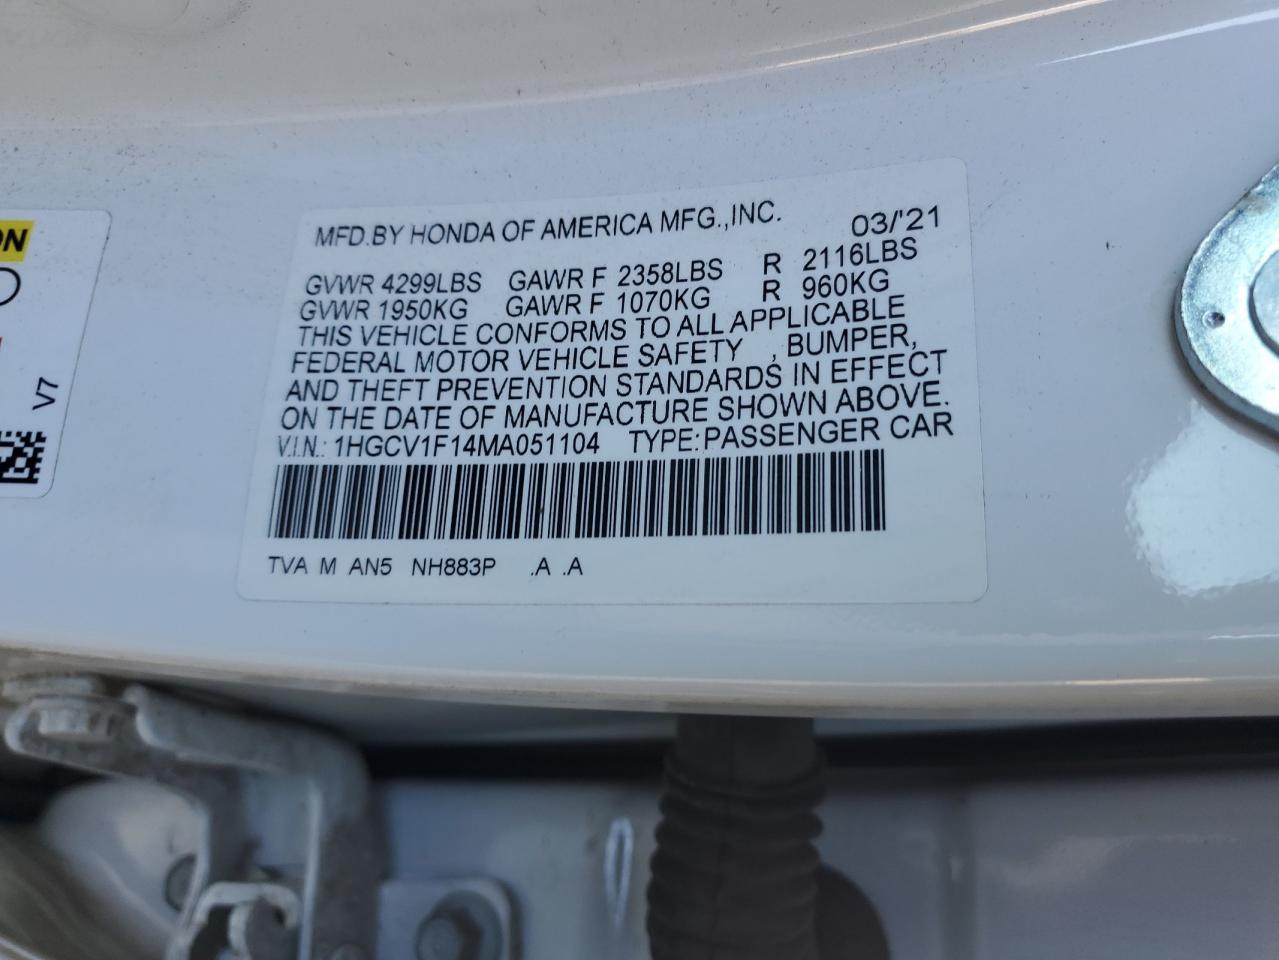 MFD.BY HONDA OF AMERICA MFG.,INC. 03/'21
GVWR 4299LBS GAWR F 2358LBS R 2116LBS
GVWR 1950KG GAWR F 1070KG R 960KG
THIS VEHICLE CONFORMS TO ALL APPLICABLE
FEDERAL MOTOR VEHICLE SAFETY , BUMPER,
AND THEFT PREVENTION STANDARDS IN EFFECT
ON THE DATE OF MANUFACTURE SHOWN ABOVE.
V.I.N.: 1HGCV1F14MA051104 TYPE:PASSENGER CAR
TVA M AN5 NH883P .A .A
V7